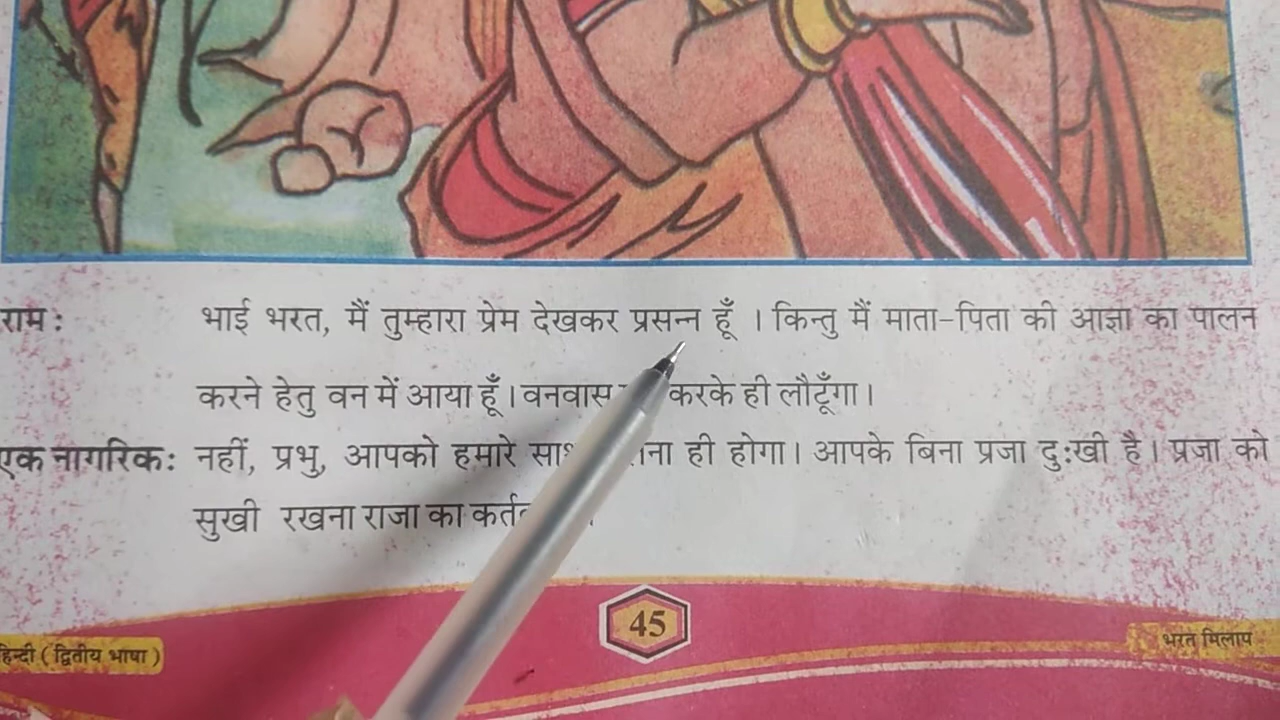 राम: भाई भरत, मैं तुम्हारा प्रेम देखकर प्रसन्न हूँ । किन्तु मैं माता-पिता की आज्ञा का पालन
करने हेतु वन में आया हूँ। वनवास करके ही लौटूँगा।
एक नागरिक: नहीं, प्रभु, आपको हमारे ही होगा। आपके बिना प्रजा दुःखी है। प्रजा को
सुखी रखना राजा का
45
हिन्दी ( द्वितीय भाषा )
भरत मिलाप